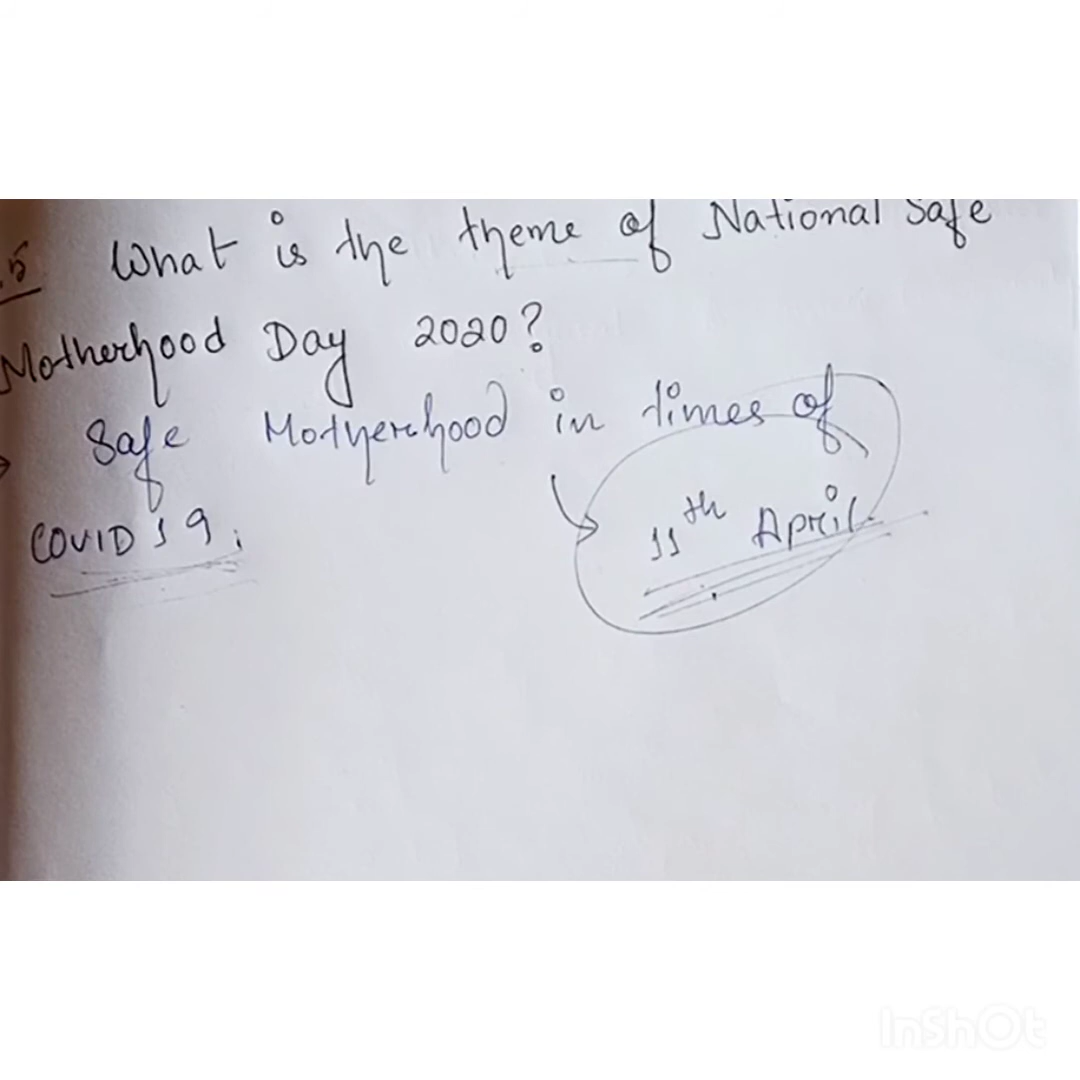 .5 What is the theme of National Safe
Motherhood Day 2020?
Safe Motherhood in times of
COVID 19.
11th April.
InShOt